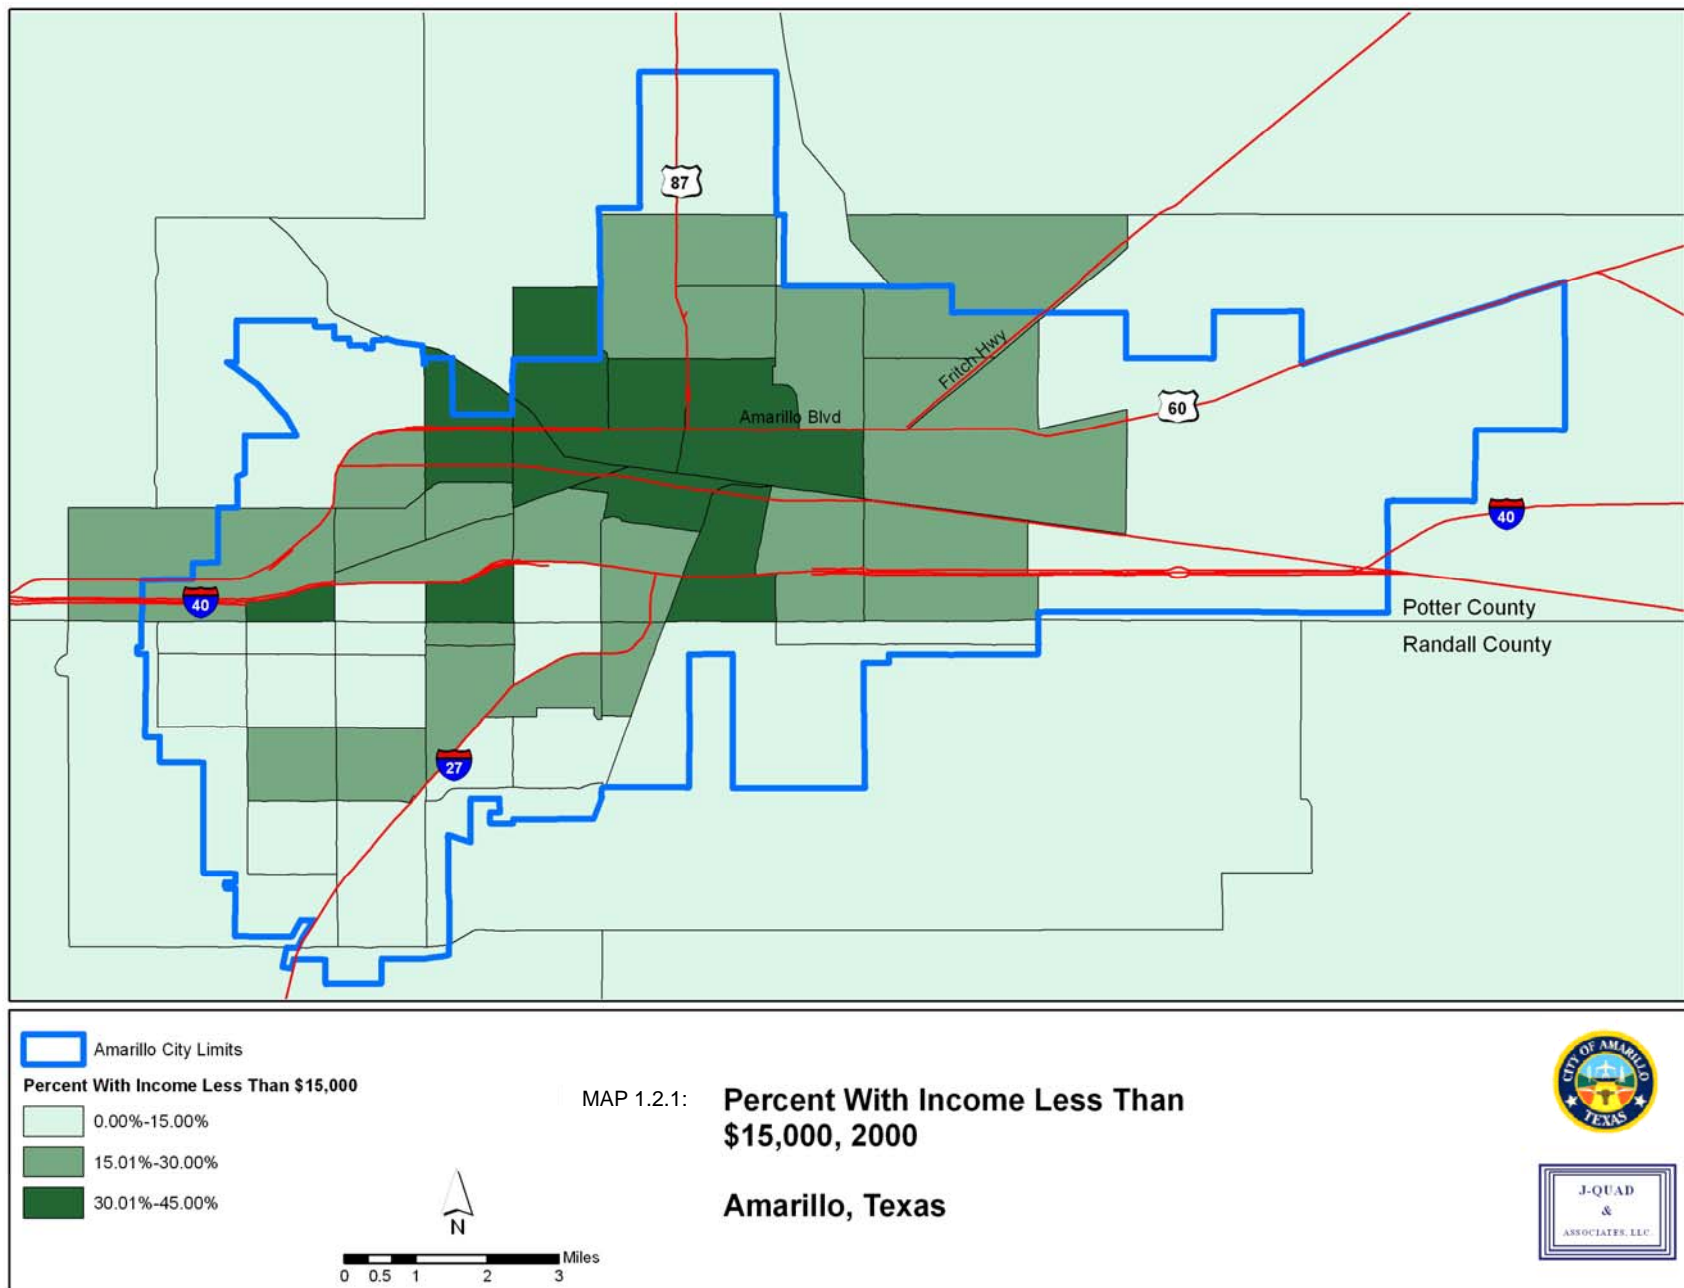 87
Fritch Hwy
Amarillo Blvd
60
40
40
Potter County
Randall County
27
Amarillo City Limits
Percent With Income Less Than $15,000
0.00%-15.00%
15.01%-30.00%
30.01%-45.00%
N
Miles
0 0.5 1 2 3
MAP 1.2.1:
Percent With Income Less Than
$15,000, 2000
Amarillo, Texas
CITY OF AMARILLO
TEXAS
J-QUAD
&
ASSOCIATES, LLC.